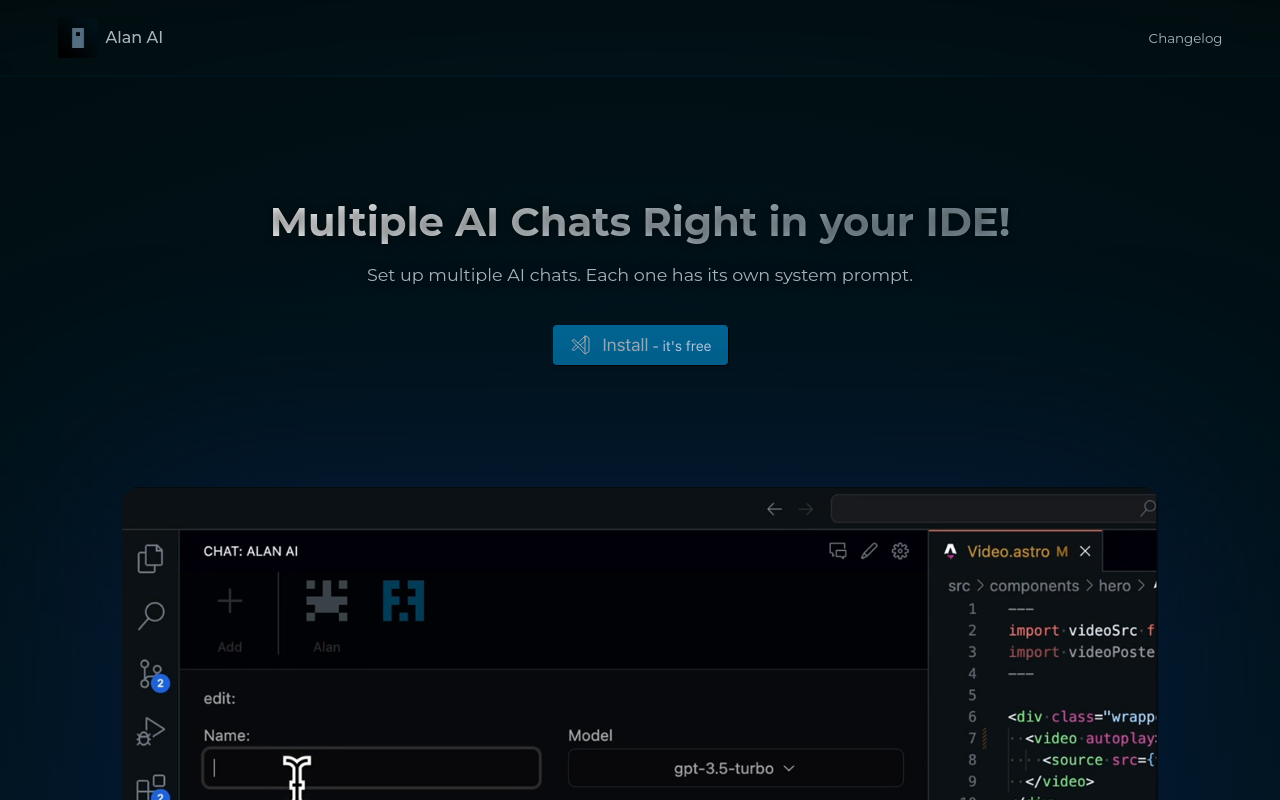 Alan AI
Changelog
Multiple AI Chats Right in your IDE!
Set up multiple AI chats. Each one has its own system prompt.
Install - it's free
CHAT: ALAN AI
Video.astro M
src > components > hero >
Add
Alan
1 ---
2 import videoSrc f
3 import videoPoste
4 ---
5
6 <div class="wrapp
7 <video autoplay
8 <source src={
9 </video>
2
edit:
Name:
Model
gpt-3.5-turbo
2